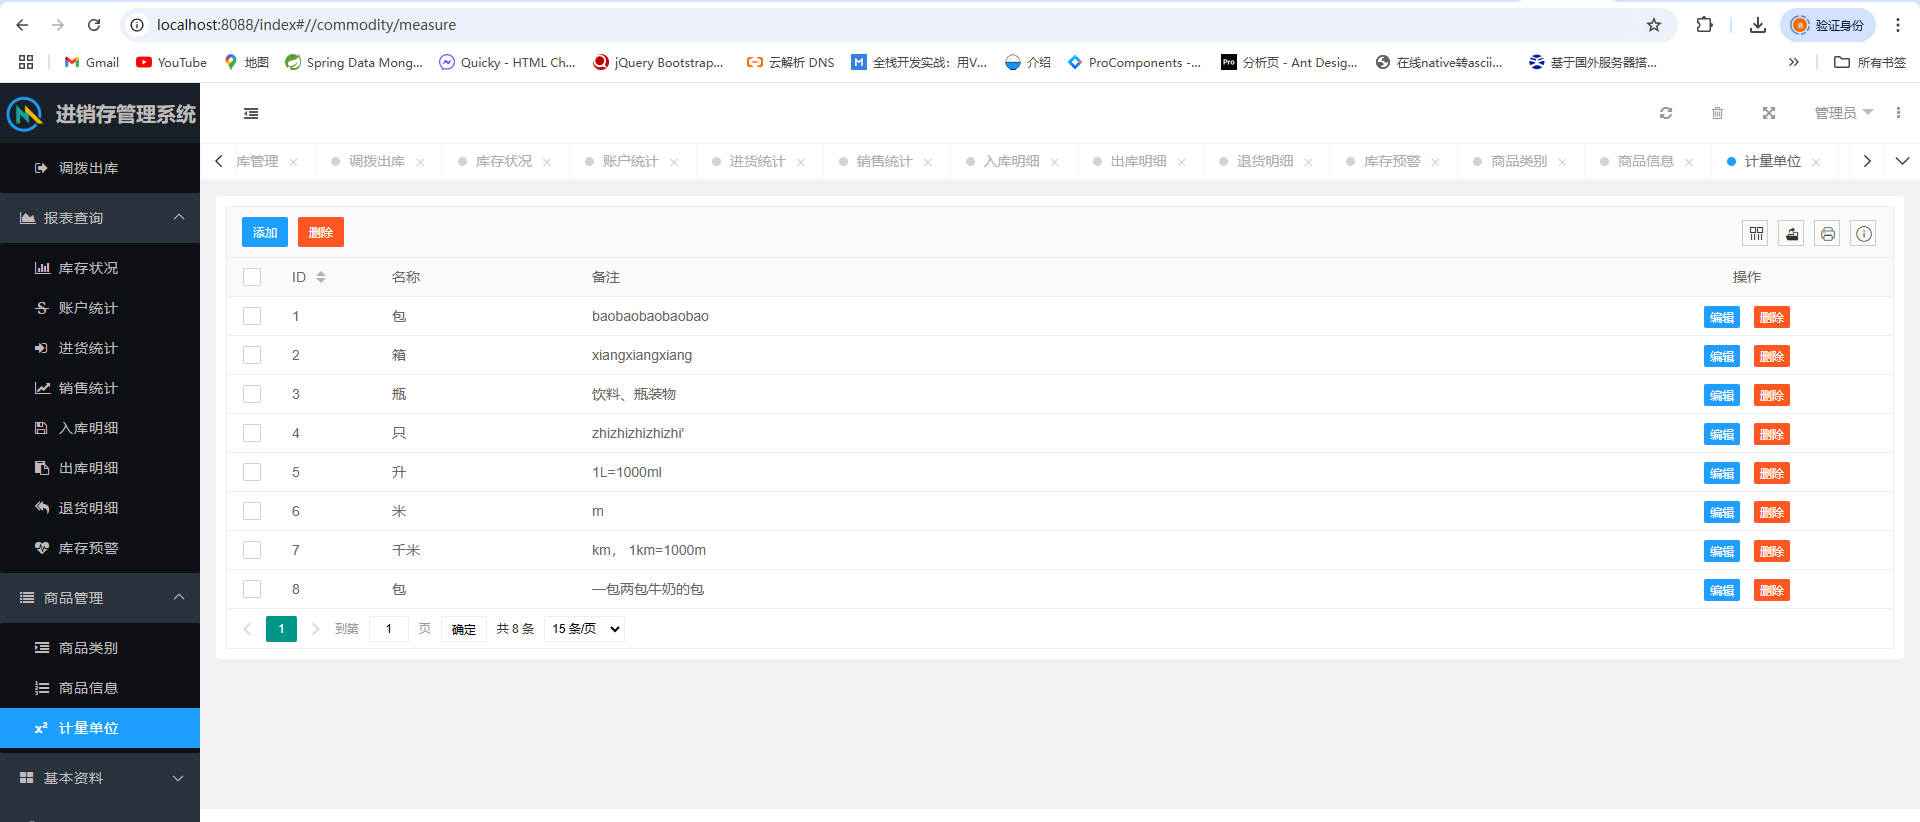 localhost:8088/index#//commodity/measure
验证身份
Gmail
YouTube
地图
Spring Data Mong...
Quicky - HTML Ch...
jQuery Bootstrap...
云解析 DNS
全栈开发实战：用V...
介绍
ProComponents -...
Pro
分析页 - Ant Desig...
在线native转ascii...
基于国外服务器搭...
所有书签
进销存管理系统
管理员
库管理
调拨出库
库存状况
账户统计
进货统计
销售统计
入库明细
出库明细
退货明细
库存预警
商品类别
商品信息
计量单位
调拨出库
报表查询
库存状况
账户统计
进货统计
销售统计
入库明细
出库明细
退货明细
库存预警
商品管理
商品类别
商品信息
计量单位
基本资料
添加 删除
ID 名称 备注 操作
1 包 baobaobaobaobao 编辑 删除
2 箱 xiangxiangxiang 编辑 删除
3 瓶 饮料、瓶装物 编辑 删除
4 只 zhizhizhizhizhi' 编辑 删除
5 升 1L=1000ml 编辑 删除
6 米 m 编辑 删除
7 千米 km， 1km=1000m 编辑 删除
8 包 一包两包牛奶的包 编辑 删除
1 到第 1 页 确定 共 8 条 15 条/页